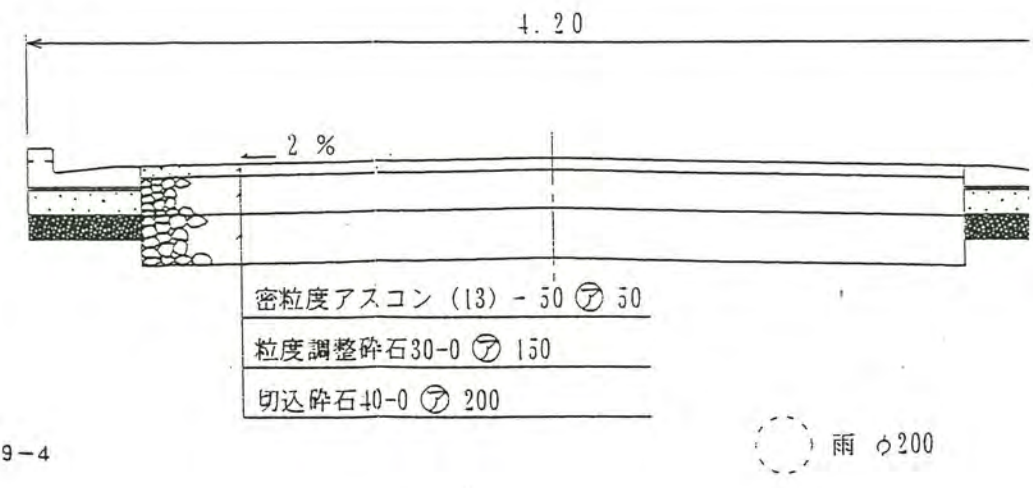 4.20
2 %
密粒度アスコン (13) - 50 ㋐ 50
粒度調整砕石30-0 ㋐ 150
切込砕石40-0 ㋐ 200
雨 φ200
9-4